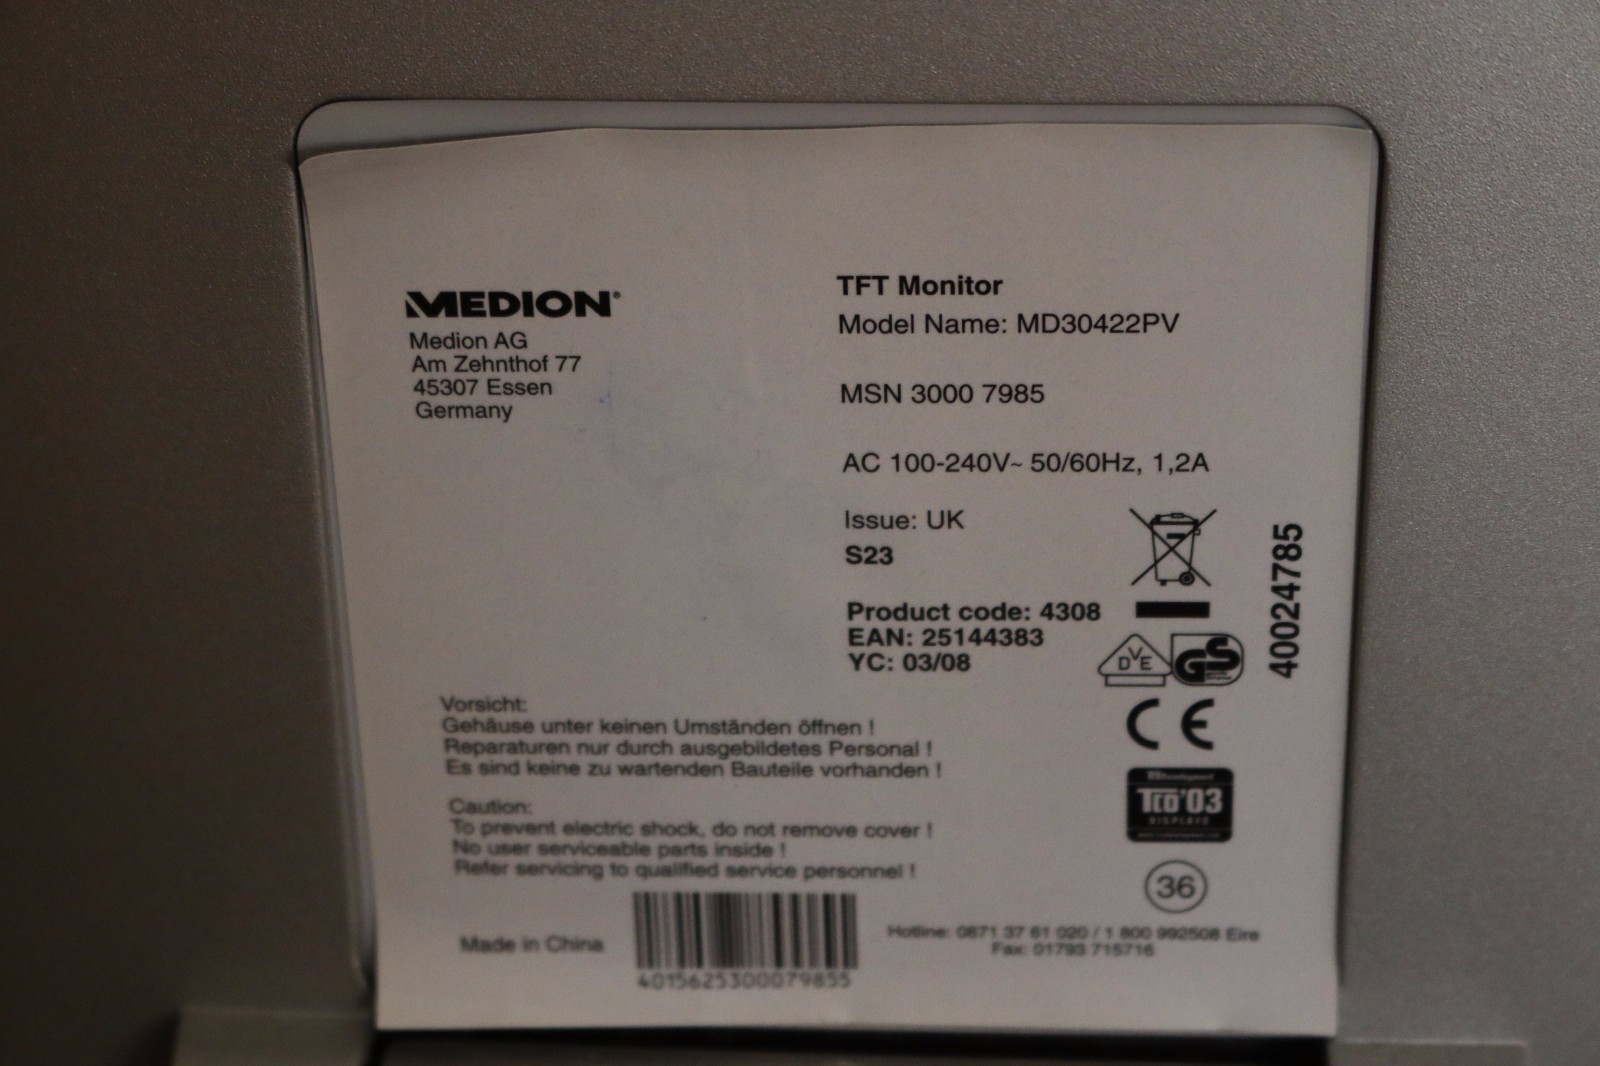 MEDION®
Medion AG
Am Zehnthof 77
45307 Essen
Germany
TFT Monitor
Model Name: MD30422PV
MSN 3000 7985
AC 100-240V~ 50/60Hz, 1,2A
Issue: UK
S23
Product code: 4308
EAN: 25144383
YC: 03/08
40024785
DVE
GS
CE
TCO'03
DISPLAYS
36
Vorsicht:
Gehäuse unter keinen Umständen öffnen !
Reparaturen nur durch ausgebildetes Personal !
Es sind keine zu wartenden Bauteile vorhanden !
Caution:
To prevent electric shock, do not remove cover !
No user serviceable parts inside !
Refer servicing to qualified service personnel !
Made in China
4015625300079855
Hotline: 0871 37 61 020 / 1 800 992508 Eire
Fax: 01793 715716